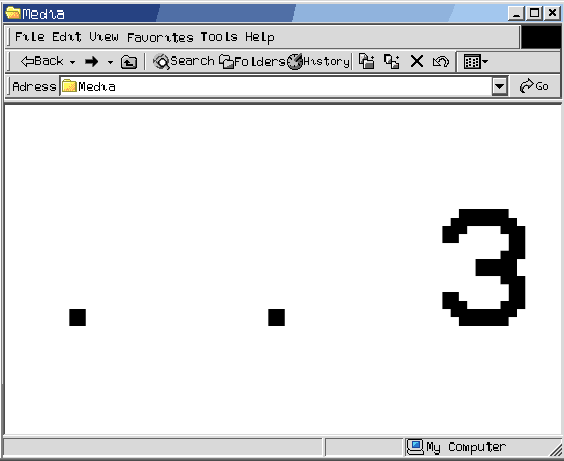 Media
File Edit View Favorites Tools Help
Back Search Folders History
Adress Media Go
. . 3
My Computer